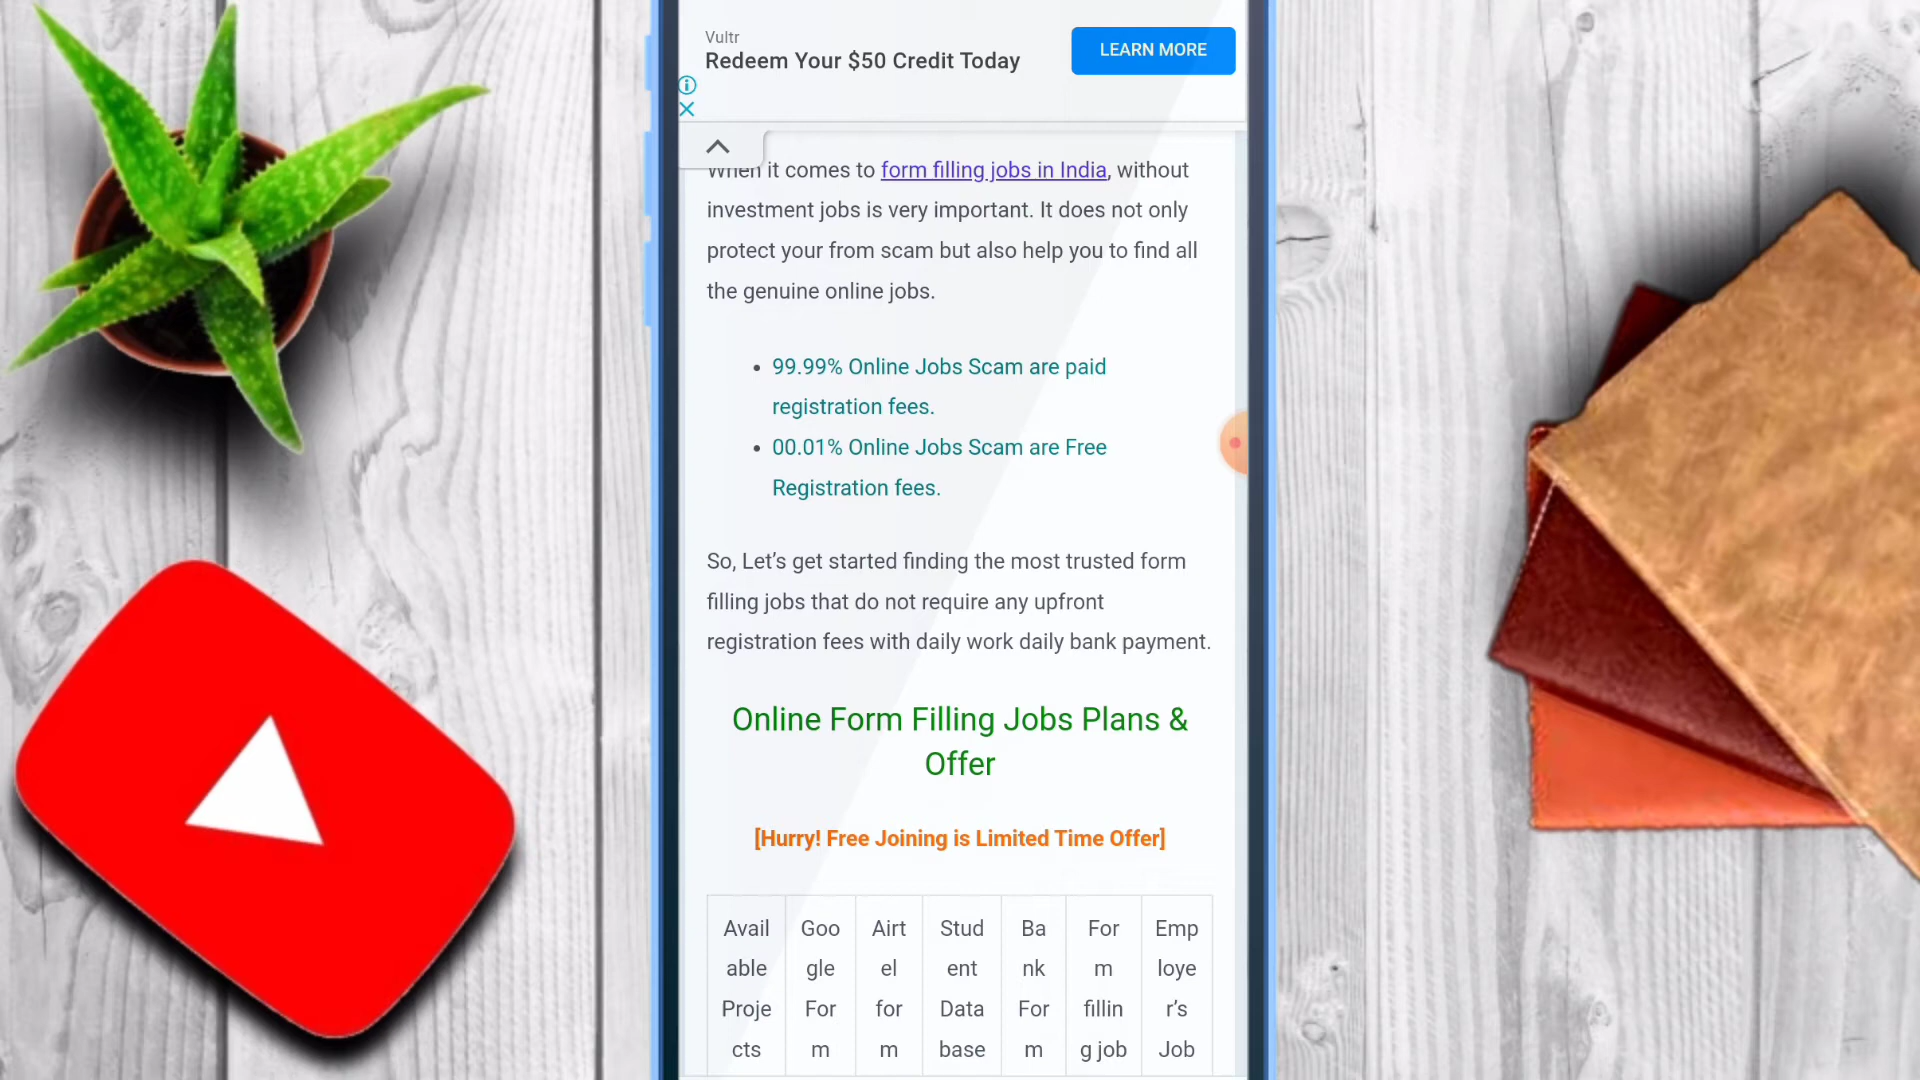 Vultr
Redeem Your $50 Credit Today
LEARN MORE
When it comes to form filling jobs in India, without
investment jobs is very important. It does not only
protect your from scam but also help you to find all
the genuine online jobs.
• 99.99% Online Jobs Scam are paid
registration fees.
• 00.01% Online Jobs Scam are Free
Registration fees.
So, Let’s get started finding the most trusted form
filling jobs that do not require any upfront
registration fees with daily work daily bank payment.
Online Form Filling Jobs Plans &
Offer
[Hurry! Free Joining is Limited Time Offer]
Avail Goo Airt Stud Ba For Emp
able gle el ent nk m loye
Proje For for Data For fillin r’s
cts m m base m g job Job